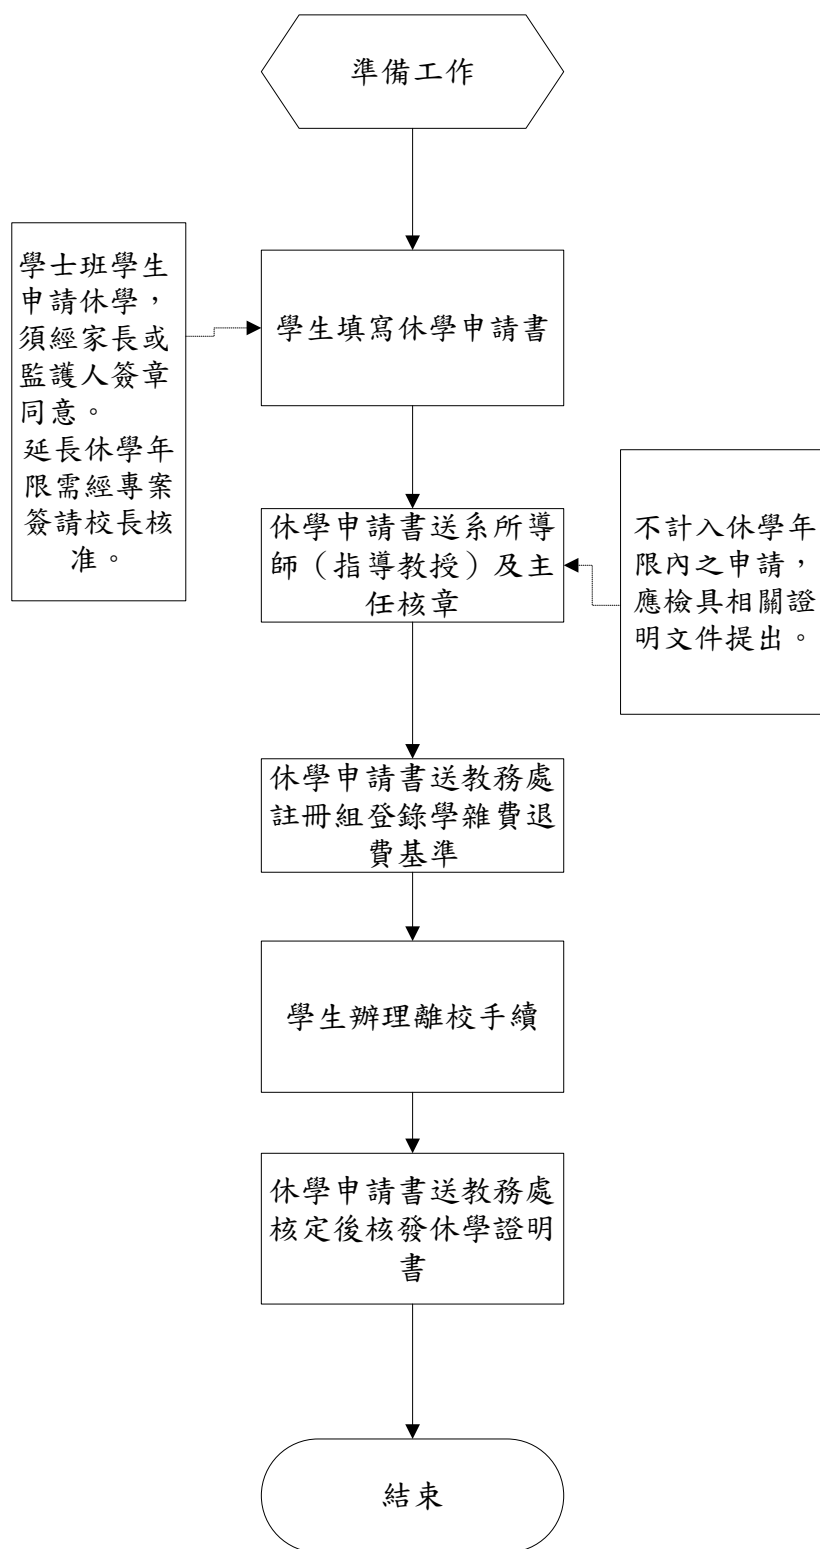 準備工作
學士班學生
申請休學，
須經家長或
監護人簽章
同意。
延長休學年
限需經專案
簽請校長核
准。
學生填寫休學申請書
休學申請書送系所導
師（指導教授）及主
任核章
不計入休學年
限內之申請，
應檢具相關證
明文件提出。
休學申請書送教務處
註冊組登錄學雜費退
費基準
學生辦理離校手續
休學申請書送教務處
核定後核發休學證明
書
結束